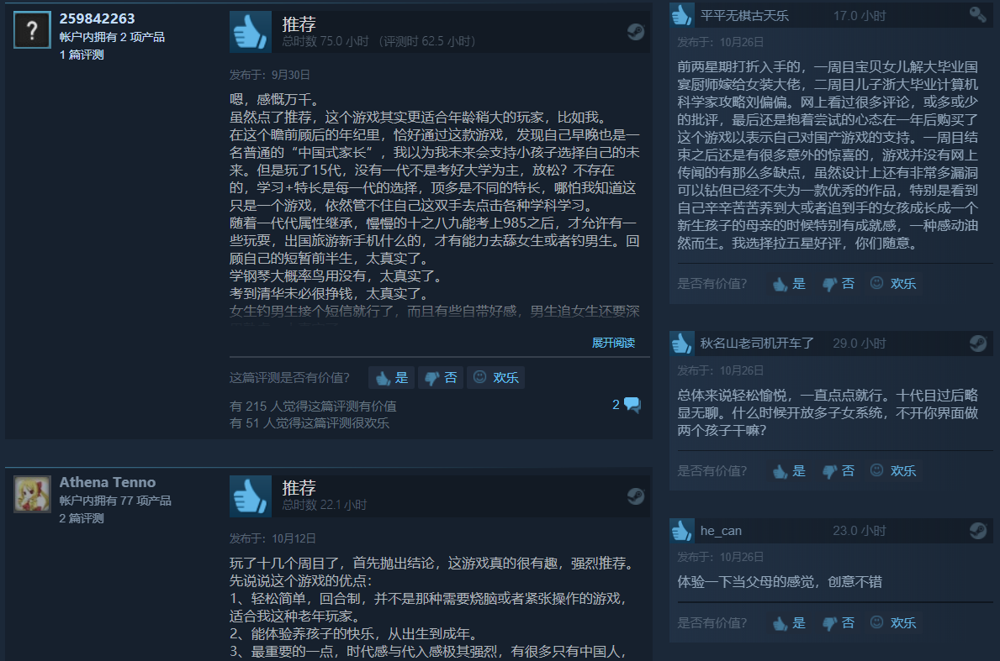 259842263
帐户内拥有 2 项产品
1 篇评测
推荐
总时数 75.0 小时 （评测时 62.5 小时）
发布于：9月30日
嗯，感慨万千。
虽然点了推荐，这个游戏其实更适合年龄稍大的玩家，比如我。
在这个瞻前顾后的年纪里，恰好通过这款游戏，发现自己早晚也是一
名普通的“中国式家长”，我以为我未来会支持小孩子选择自己的未
来。但是玩了15代，没有一代不是考好大学为主，放松？不存在
的，学习+特长是每一代的选择，顶多是不同的特长，哪怕我知道这
只是一个游戏，依然管不住自己这双手去点击各种学科学习。
随着一代代属性继承，慢慢的十之八九能考上985之后，才允许有一
些玩耍，出国旅游新手机什么的，才有能力去舔女生或者钓男生。回
顾自己的短暂前半生，太真实了。
学钢琴大概率鸟用没有，太真实了。
考到清华未必很挣钱，太真实了。
女生钓男生接个短信就行了，而且有些自带好感，男生追女生还要深
展开阅读
这篇评测是否有价值？ 是 否 欢乐
有 215 人觉得这篇评测有价值
有 51 人觉得这篇评测很欢乐
2
Athena Tenno
帐户内拥有 77 项产品
2 篇评测
推荐
总时数 22.1 小时
发布于：10月12日
玩了十几个周目了，首先抛出结论，这游戏真的很有趣，强烈推荐。
先说说这个游戏的优点：
1、轻松简单，回合制，并不是那种需要烧脑或者紧张操作的游戏，
适合我这种老年玩家。
2、能体验养孩子的快乐，从出生到成年。
3、最重要的一点，时代感与代入感极其强烈，有很多只有中国人，
平平无棋古天乐 17.0 小时
发布于：10月26日
前两星期打折入手的，一周目宝贝女儿解大毕业国
宴厨师嫁给女装大佬，二周目儿子浙大毕业计算机
科学家攻略刘偏偏。网上看过很多评论，或多或少
的批评，最后还是抱着尝试的心态在一年后购买了
这个游戏以表示自己对国产游戏的支持。一周目结
束之后还是有很多意外的惊喜的，游戏并没有网上
传闻的有那么多缺点，虽然设计上还有非常多漏洞
可以钻但已经不失为一款优秀的作品，特别是看到
自己辛辛苦苦养到大或者追到手的女孩成长成一个
新生孩子的母亲的时候特别有成就感，一种感动油
然而生。我选择拉五星好评，你们随意。
是否有价值？ 是 否 欢乐
秋名山老司机开车了 29.0 小时
发布于：10月26日
总体来说轻松愉悦，一直点点就行。十代目过后略
显无聊。什么时候开放多子女系统，不开你界面做
两个孩子干嘛？
是否有价值？ 是 否 欢乐
he_can 23.0 小时
发布于：10月26日
体验一下当父母的感觉，创意不错
是否有价值？ 是 否 欢乐